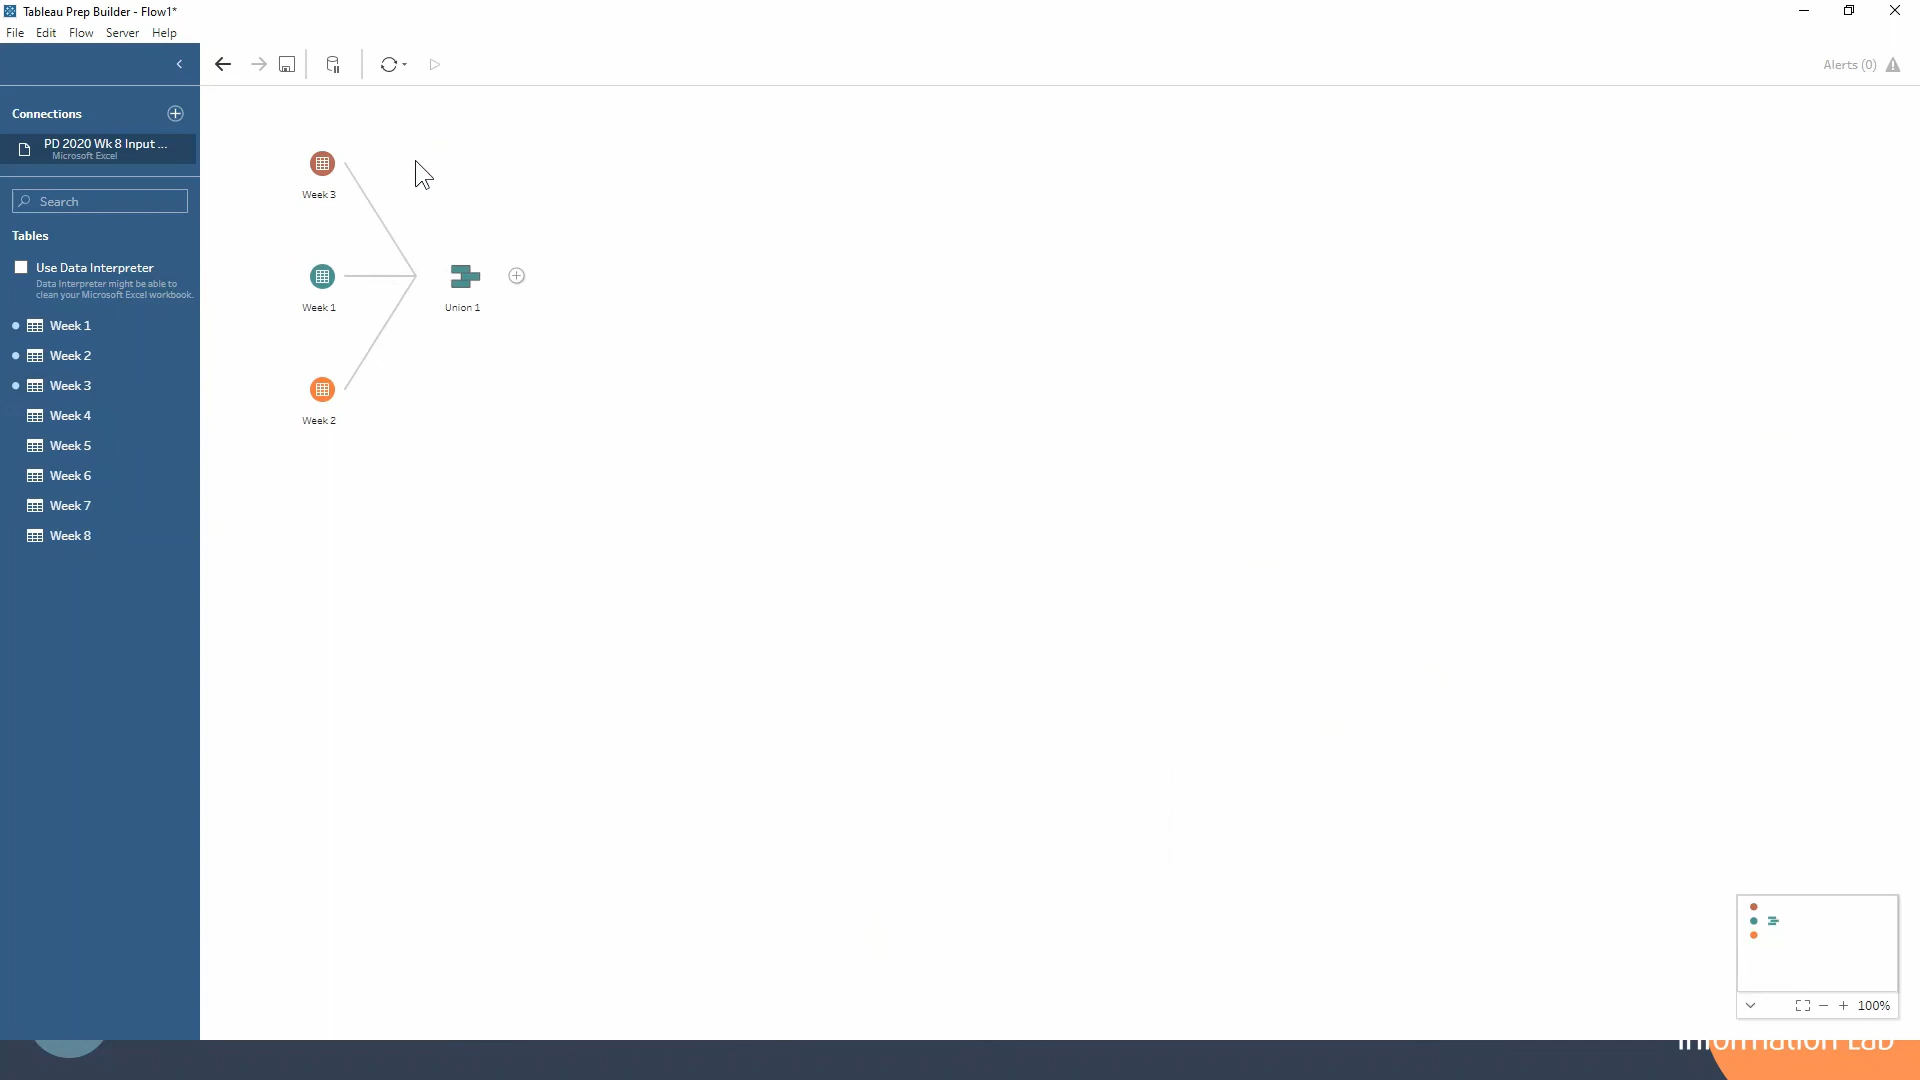 Tableau Prep Builder - Flow1*
File Edit Flow Server Help
Alerts (0)
Connections
PD 2020 Wk 8 Input ...
Microsoft Excel
Search
Tables
Use Data Interpreter
Data Interpreter might be able to
clean your Microsoft Excel workbook.
Week 1
Week 2
Week 3
Week 4
Week 5
Week 6
Week 7
Week 8
Week 3
Week 1
Union 1
Week 2
100%
Information Lab